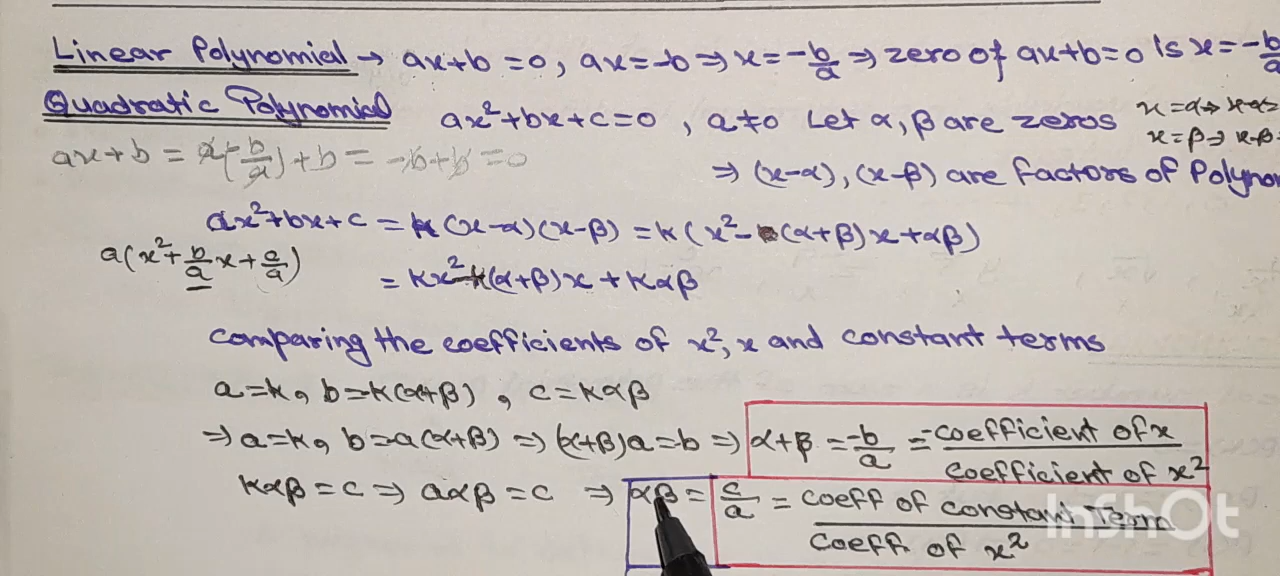 Linear Polynomial → ax+b=0, ax=-b ⇒ x=-b/a ⇒ zero of ax+b=0 is x=-b/a
Quadratic Polynomial ax²+bx+c=0, a≠0 Let α, β are zeros x=α⇒ x-α=
x=β⇒ x-β=
ax+b = a(-b/a)+b = -b+b=0
⇒ (x-α), (x-β) are factors of Polynom
ax²+bx+c = k(x-α)(x-β) = k(x²-(α+β)x+αβ)
a(x²+b/a x+c/a)
= kx²-k(α+β)x + kαβ
comparing the coefficients of x², x and constant terms
a=k, b=-k(α+β), c=kαβ
⇒ a=k, b=-a(α+β) ⇒ (α+β)a=b ⇒ α+β = -b/a = -coefficient of x/coefficient of x²
kαβ=c ⇒ aαβ=c ⇒ αβ = c/a = coeff of constant Term/coeff. of x²
InShOt